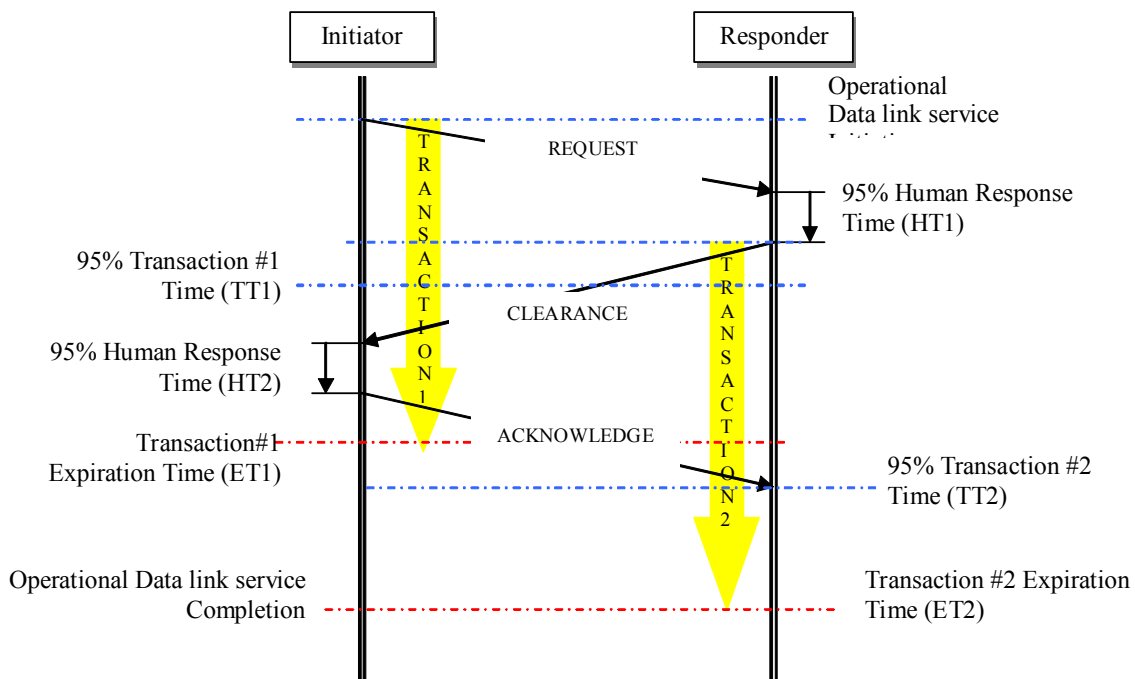 Initiator
Responder
Operational
Data link service
REQUEST
95% Human Response
Time (HT1)
TRANSACTION1
95% Transaction #1
Time (TT1)
TRANSACTION2
CLEARANCE
95% Human Response
Time (HT2)
ACKNOWLEDGE
Transaction#1
Expiration Time (ET1)
95% Transaction #2
Time (TT2)
Operational Data link service
Completion
Transaction #2 Expiration
Time (ET2)